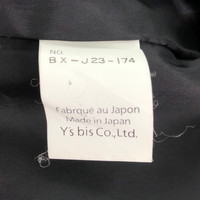 NO.
BX-J23-174
Fabriqué au Japon
Made in Japan
Y's bis Co.,Ltd.